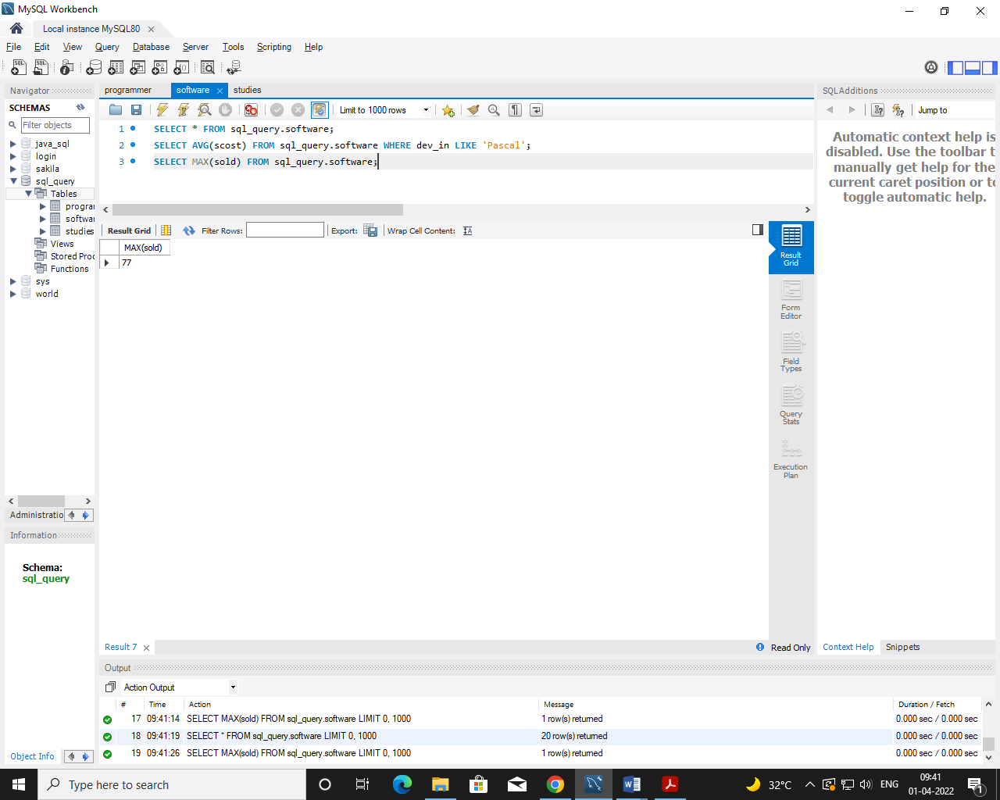 MySQL Workbench
Local instance MySQL80
File Edit View Query Database Server Tools Scripting Help
Navigator
SCHEMAS
Filter objects
java_sql
login
sakila
sql_query
Tables
prograr
softwar
studies
Views
Stored Proc
Functions
sys
world
Administratio
Information
Schema:
sql_query
Object Info
programmer software studies
Limit to 1000 rows
1 SELECT * FROM sql_query.software;
2 SELECT AVG(scost) FROM sql_query.software WHERE dev_in LIKE 'Pascal';
3 SELECT MAX(sold) FROM sql_query.software;
Result Grid Filter Rows: Export: Wrap Cell Content:
MAX(sold)
77
Result Grid
Form Editor
Field Types
Query Stats
Execution Plan
Result 7
Read Only
SQLAdditions
Jump to
Automatic context help is
disabled. Use the toolbar t
manually get help for the
current caret position or to
toggle automatic help.
Context Help Snippets
Output
Action Output
# Time Action Message Duration / Fetch
17 09:41:14 SELECT MAX(sold) FROM sql_query.software LIMIT 0, 1000 1 row(s) returned 0.000 sec / 0.000 sec
18 09:41:19 SELECT * FROM sql_query.software LIMIT 0, 1000 20 row(s) returned 0.000 sec / 0.000 sec
19 09:41:26 SELECT MAX(sold) FROM sql_query.software LIMIT 0, 1000 1 row(s) returned 0.000 sec / 0.000 sec
Type here to search
32°C
ENG
09:41
01-04-2022
1